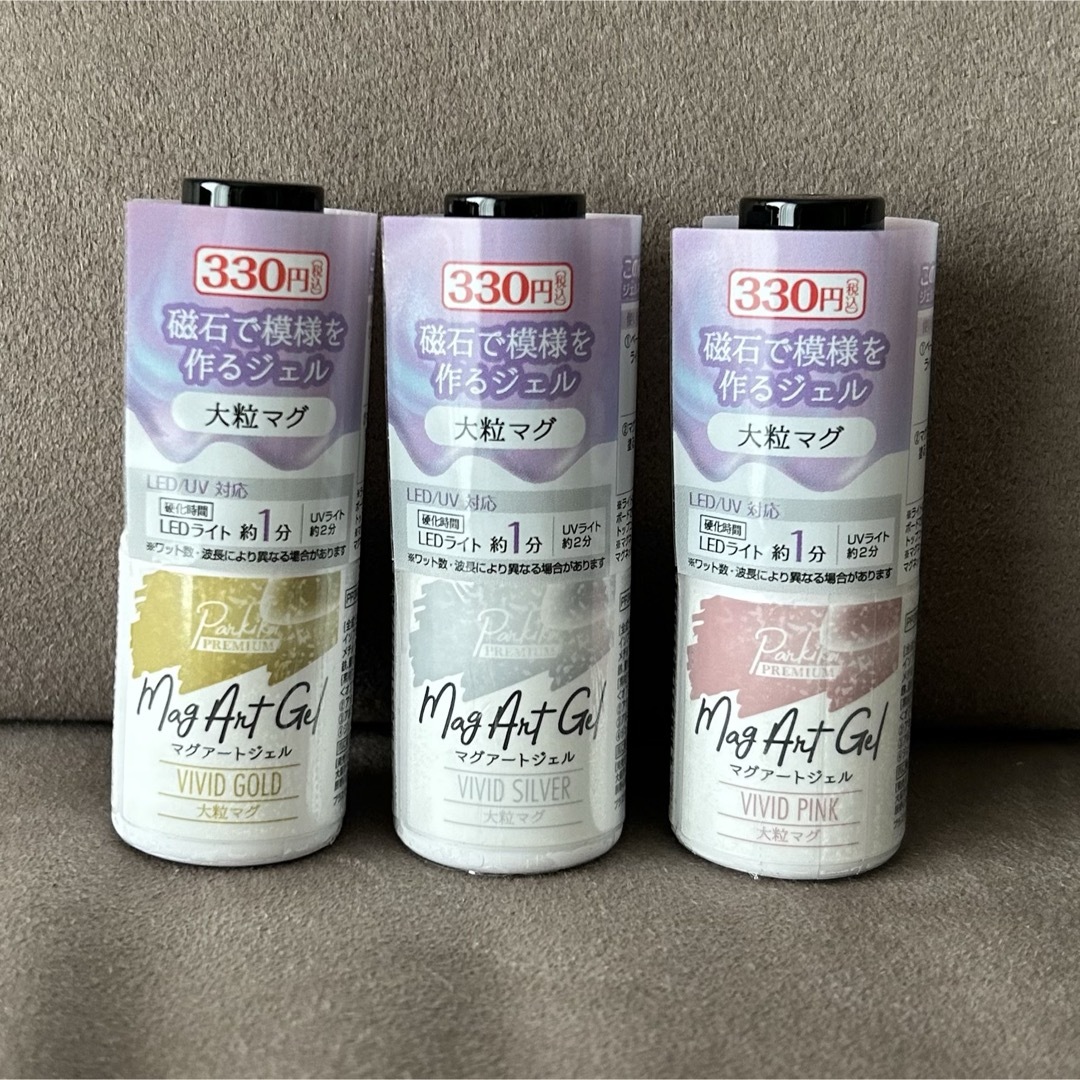 330円(税込)
磁石で模様を
作るジェル
大粒マグ
LED/UV 対応
硬化時間
LEDライト 約1分
UVライト
約2分
※ワット数・波長により異なる場合があります
Parkika
PREMIUM
Mag Art Gel
マグアートジェル
VIVID GOLD
大粒マグ
330円(税込)
磁石で模様を
作るジェル
大粒マグ
LED/UV 対応
硬化時間
LEDライト 約1分
UVライト
約2分
※ワット数・波長により異なる場合があります
Parkika
PREMIUM
Mag Art Gel
マグアートジェル
VIVID SILVER
大粒マグ
330円(税込)
磁石で模様を
作るジェル
大粒マグ
LED/UV 対応
硬化時間
LEDライト 約1分
UVライト
約2分
※ワット数・波長により異なる場合があります
Parkika
PREMIUM
Mag Art Gel
マグアートジェル
VIVID PINK
大粒マグ